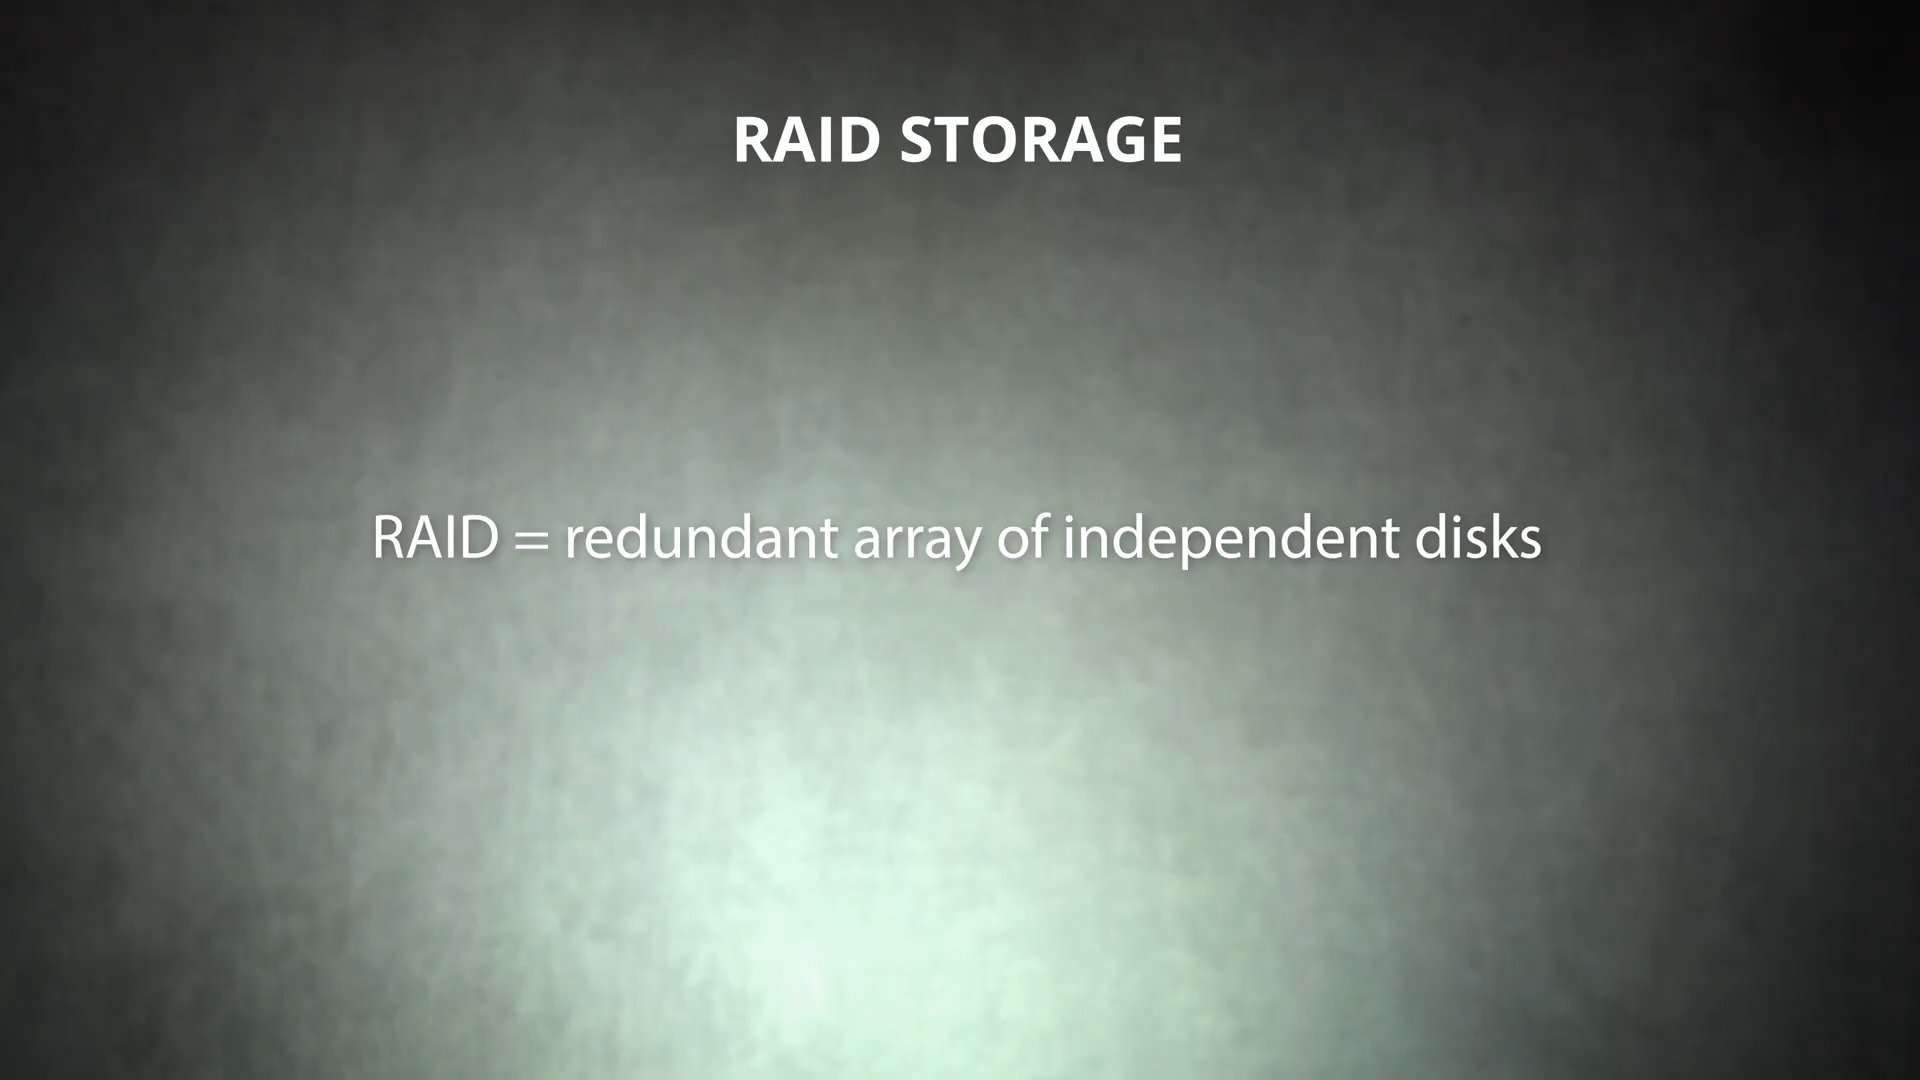 RAID STORAGE
RAID = redundant array of independent disks